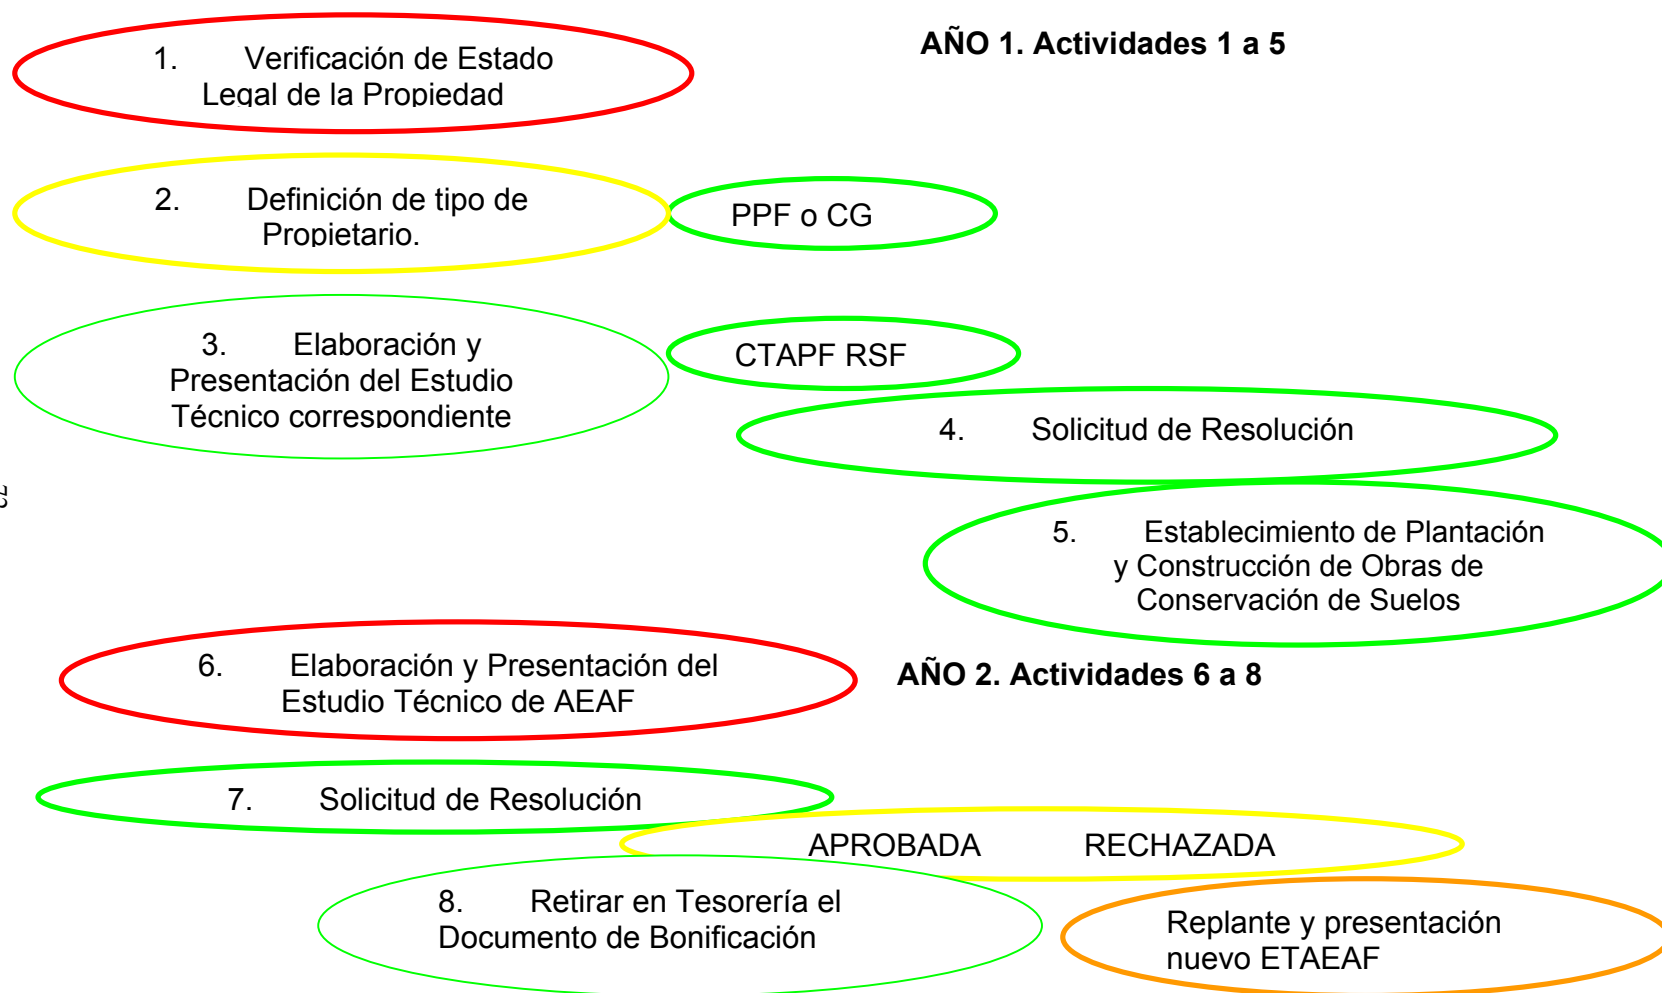 AÑO 1. Actividades 1 a 5
1. Verificación de Estado
Legal de la Propiedad
2. Definición de tipo de
Propietario.
PPF o CG
3. Elaboración y
Presentación del Estudio
Técnico correspondiente
CTAPF RSF
4. Solicitud de Resolución
5. Establecimiento de Plantación
y Construcción de Obras de
Conservación de Suelos
AÑO 2. Actividades 6 a 8
6. Elaboración y Presentación del
Estudio Técnico de AEAF
7. Solicitud de Resolución
APROBADA RECHAZADA
8. Retirar en Tesorería el
Documento de Bonificación
Replante y presentación
nuevo ETAEAF